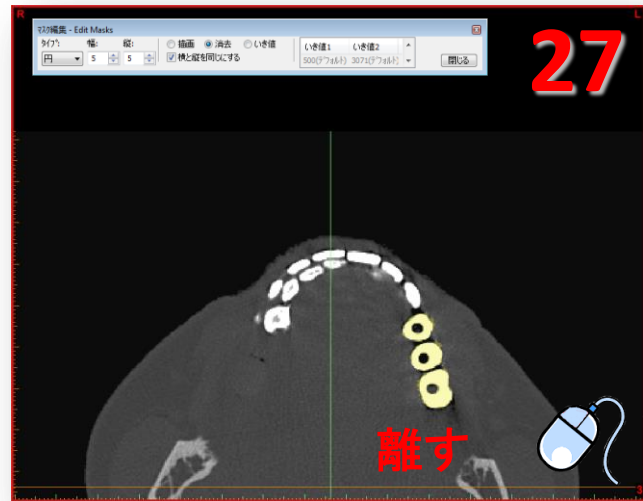 R
L
マスク編集 - Edit Masks
タイプ: 幅: 縦:
円 5 5
描画 消去 いき値
横と縦を同じにする
いき値1 いき値2
500(デフォルト) 3071(デフォルト)
閉じる
27
離す